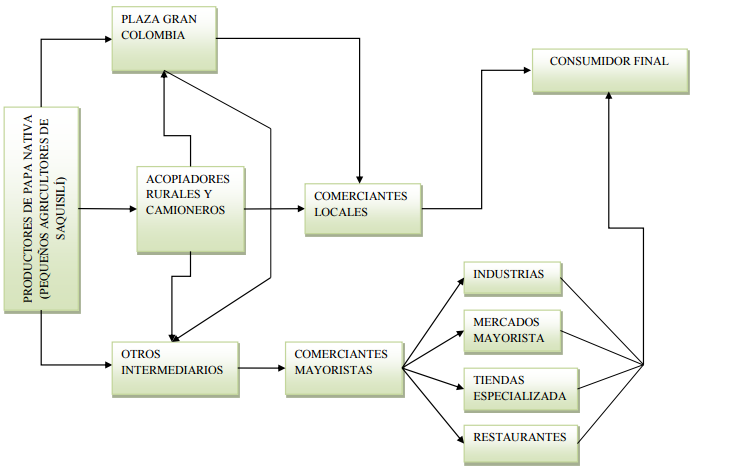 PLAZA GRAN
COLOMBIA
CONSUMIDOR FINAL
PRODUCTORES DE PAPA NATIVA
(PEQUEÑOS AGRICULTORES DE
SAQUISILÍ)
ACOPIADORES
RURALES Y
CAMIONEROS
COMERCIANTES
LOCALES
INDUSTRIAS
MERCADOS
MAYORISTA
OTROS
INTERMEDIARIOS
COMERCIANTES
MAYORISTAS
TIENDAS
ESPECIALIZADA
RESTAURANTES